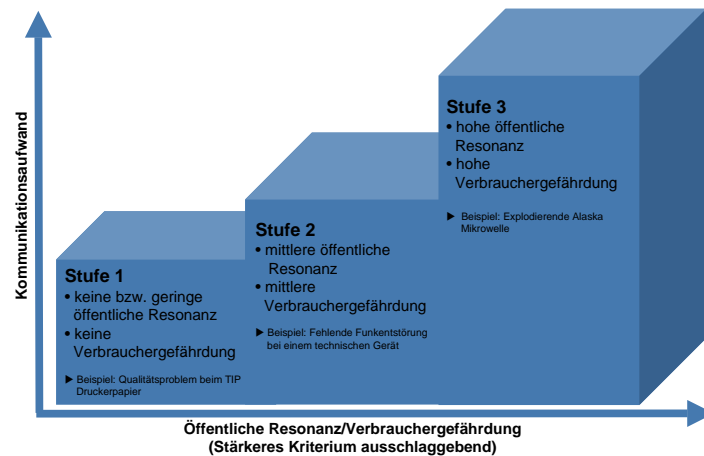 Kommunikationsaufwand
Stufe 1
• keine bzw. geringe
öffentliche Resonanz
• keine
Verbrauchergefährdung
▶ Beispiel: Qualitätsproblem beim TIP
Druckerpapier
Stufe 2
• mittlere öffentliche
Resonanz
• mittlere
Verbrauchergefährdung
▶ Beispiel: Fehlende Funkentstörung
bei einem technischen Gerät
Stufe 3
• hohe öffentliche
Resonanz
• hohe
Verbrauchergefährdung
▶ Beispiel: Explodierende Alaska
Mikrowelle
Öffentliche Resonanz/Verbrauchergefährdung
(Stärkeres Kriterium ausschlaggebend)